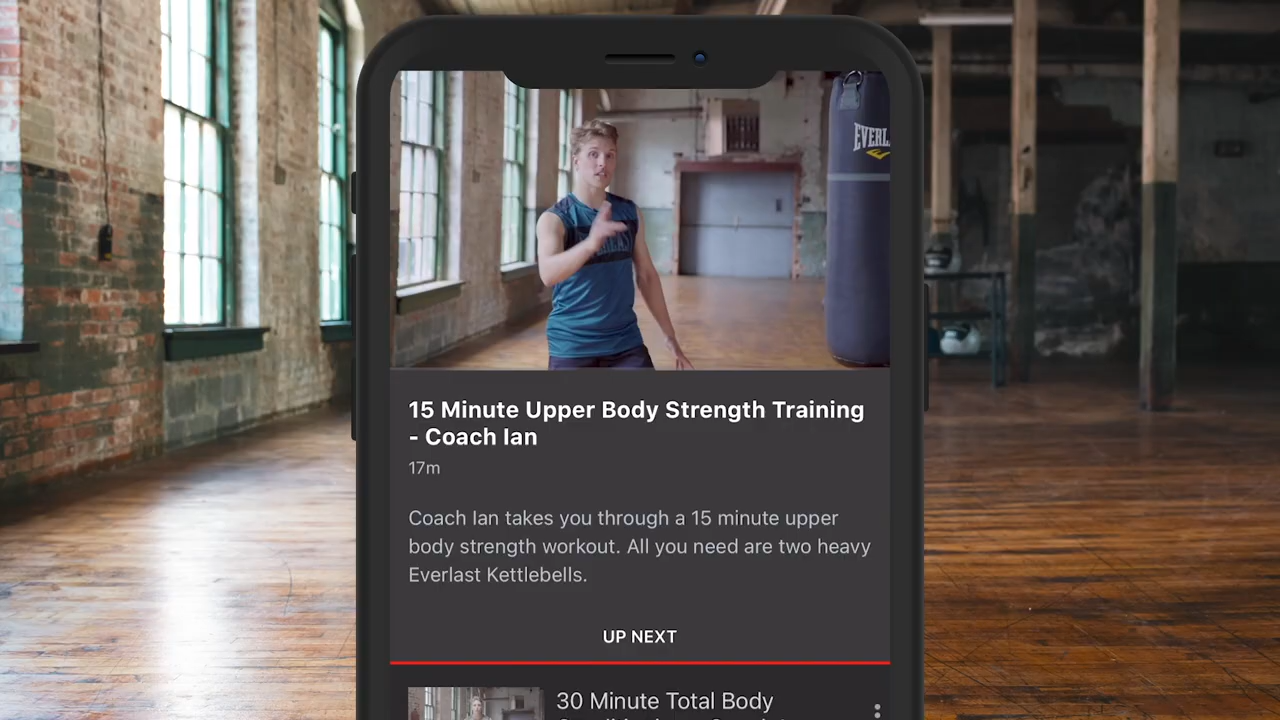 EVERL
15 Minute Upper Body Strength Training
- Coach Ian
17m
Coach Ian takes you through a 15 minute upper
body strength workout. All you need are two heavy
Everlast Kettlebells.
UP NEXT
30 Minute Total Body